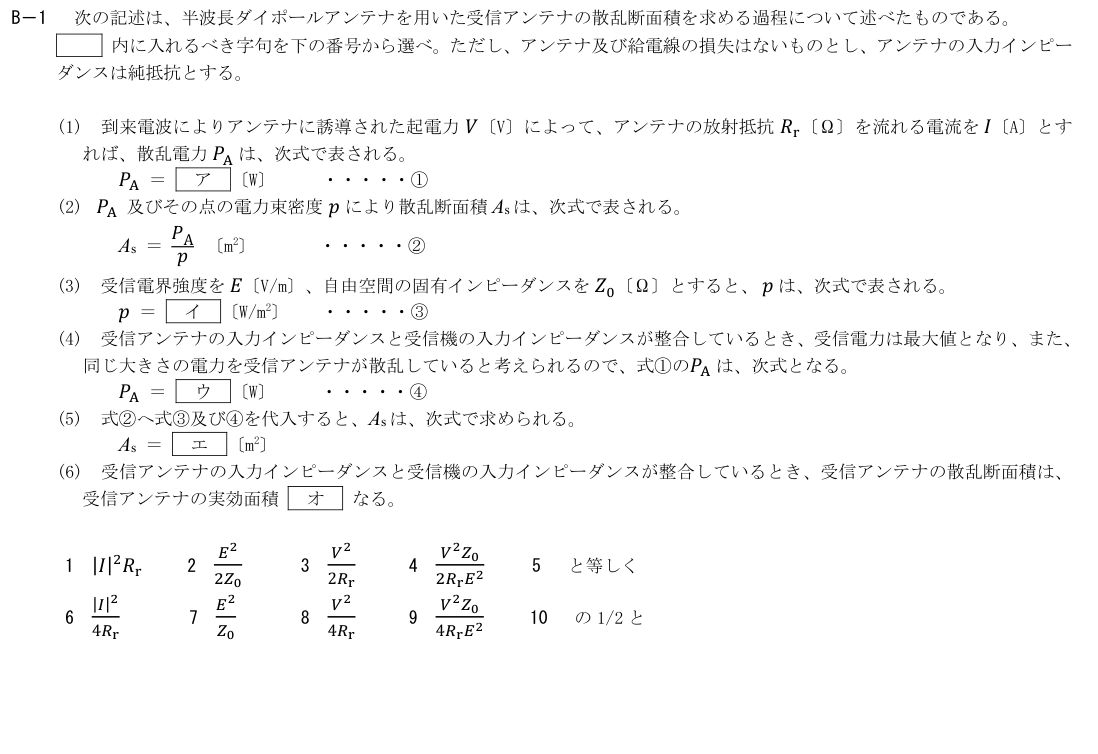 B－1　次の記述は、半波長ダイポールアンテナを用いた受信アンテナの散乱断面積を求める過程について述べたものである。
□ 内に入れるべき字句を下の番号から選べ。ただし、アンテナ及び給電線の損失はないものとし、アンテナの入力インピー
ダンスは純抵抗とする。
(1)　到来電波によりアンテナに誘導された起電力 V〔V〕によって、アンテナの放射抵抗 Rr〔Ω〕を流れる電流を I〔A〕とす
れば、散乱電力 PA は、次式で表される。
PA ＝ ア 〔W〕　・・・・・①
(2)　PA 及びその点の電力束密度 p により散乱断面積 As は、次式で表される。
As ＝ PA/p 〔m²〕　・・・・・②
(3)　受信電界強度を E〔V/m〕、自由空間の固有インピーダンスを Z0〔Ω〕とすると、p は、次式で表される。
p ＝ イ 〔W/m²〕　・・・・・③
(4)　受信アンテナの入力インピーダンスと受信機の入力インピーダンスが整合しているとき、受信電力は最大値となり、また、
同じ大きさの電力を受信アンテナが散乱していると考えられるので、式①のPA は、次式となる。
PA ＝ ウ 〔W〕　・・・・・④
(5)　式②へ式③及び④を代入すると、As は、次式で求められる。
As ＝ エ 〔m²〕
(6)　受信アンテナの入力インピーダンスと受信機の入力インピーダンスが整合しているとき、受信アンテナの散乱断面積は、
受信アンテナの実効面積 オ なる。
1　|I|²Rr　2　E²/2Z0　3　V²/2Rr　4　V²Z0/2RrE²　5　と等しく
6　|I|²/4Rr　7　E²/Z0　8　V²/4Rr　9　V²Z0/4RrE²　10　の 1/2 と